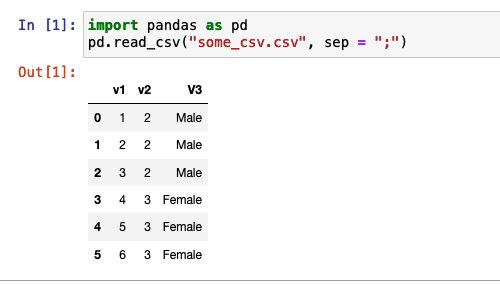 In [1]: import pandas as pd
pd.read_csv("some_csv.csv", sep = ";")
Out[1]:
v1 v2 V3
0 1 2 Male
1 2 2 Male
2 3 2 Male
3 4 3 Female
4 5 3 Female
5 6 3 Female